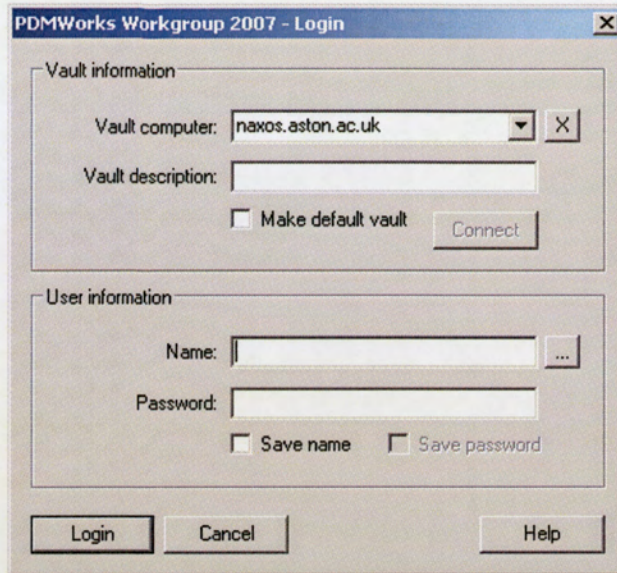 PDMWorks Workgroup 2007 - Login
Vault information
Vault computer: naxos.aston.ac.uk X
Vault description:
Make default vault Connect
User information
Name: ...
Password:
Save name Save password
Login Cancel Help